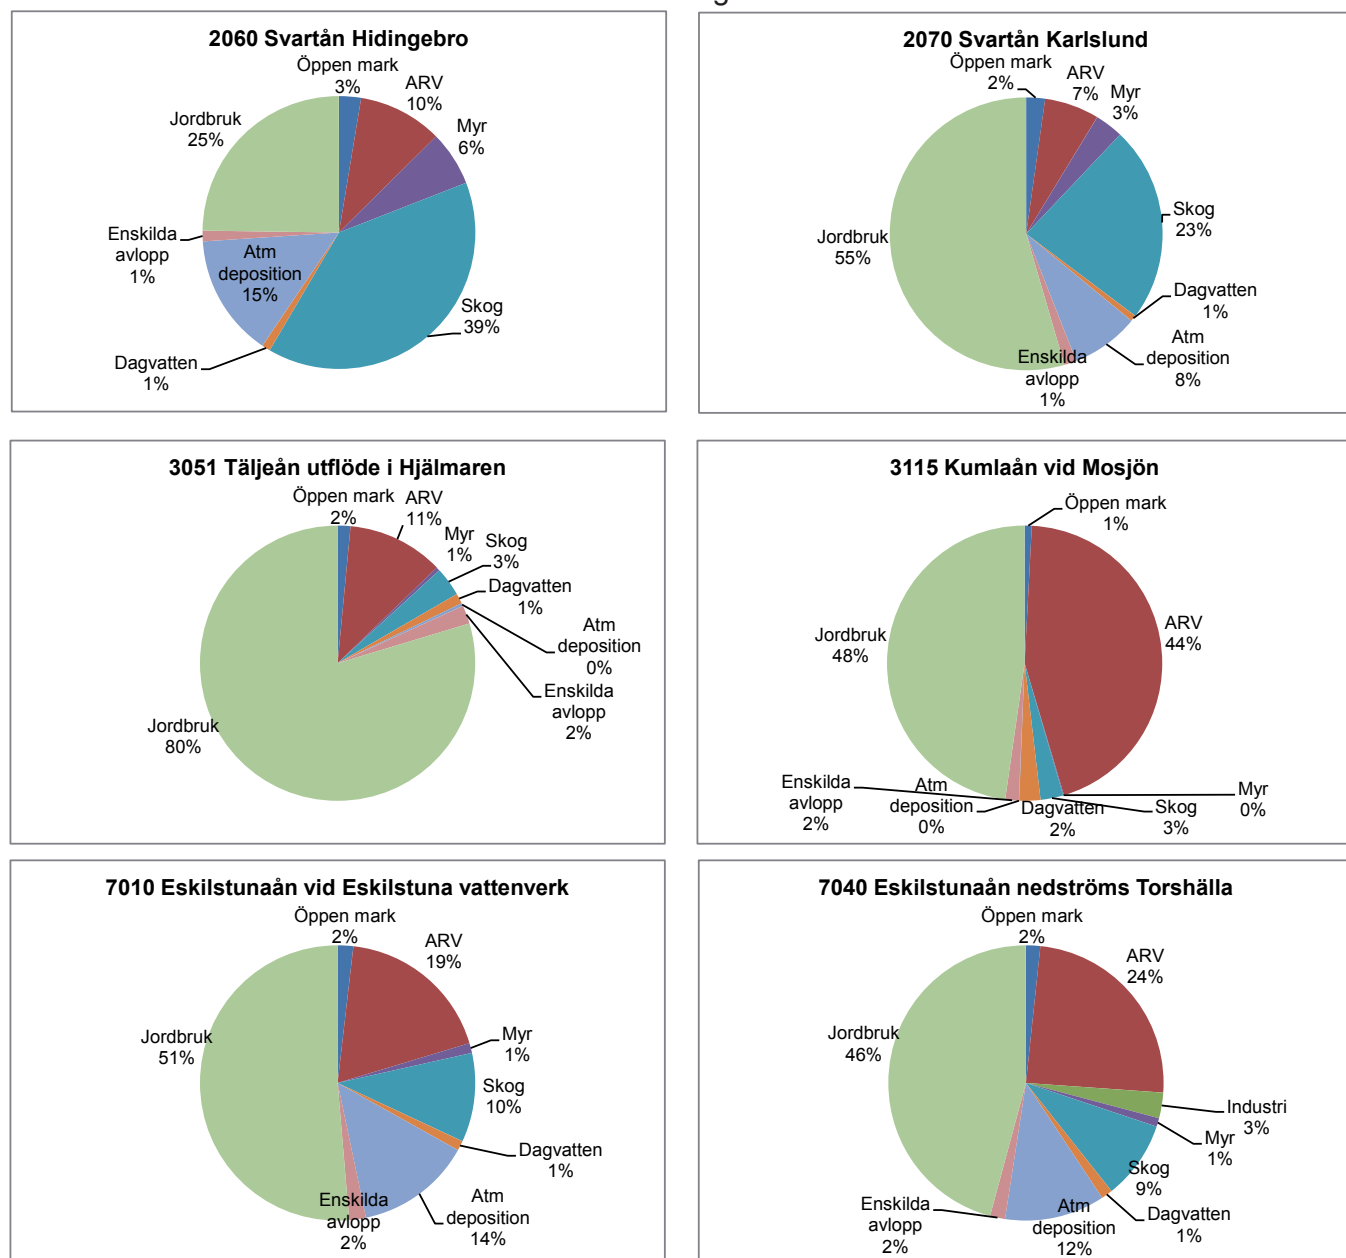 g
2060 Svartån Hidingebro
Öppen mark
3%
ARV
10%
Myr
6%
Skog
39%
Dagvatten
1%
Atm
deposition
15%
Enskilda
avlopp
1%
Jordbruk
25%
2070 Svartån Karlslund
Öppen mark
2%
ARV
7%
Myr
3%
Skog
23%
Dagvatten
1%
Atm
deposition
8%
Enskilda
avlopp
1%
Jordbruk
55%
3051 Täljeån utflöde i Hjälmaren
Öppen mark
2%
ARV
11%
Myr
1%
Skog
3%
Dagvatten
1%
Atm
deposition
0%
Enskilda
avlopp
2%
Jordbruk
80%
3115 Kumlaån vid Mosjön
Öppen mark
1%
ARV
44%
Myr
0%
Skog
3%
Dagvatten
2%
Atm
deposition
0%
Enskilda
avlopp
2%
Jordbruk
48%
7010 Eskilstunaån vid Eskilstuna vattenverk
Öppen mark
2%
ARV
19%
Myr
1%
Skog
10%
Dagvatten
1%
Atm
deposition
14%
Enskilda
avlopp
2%
Jordbruk
51%
7040 Eskilstunaån nedströms Torshälla
Öppen mark
2%
ARV
24%
Industri
3%
Myr
1%
Skog
9%
Dagvatten
1%
Atm
deposition
12%
Enskilda
avlopp
2%
Jordbruk
46%